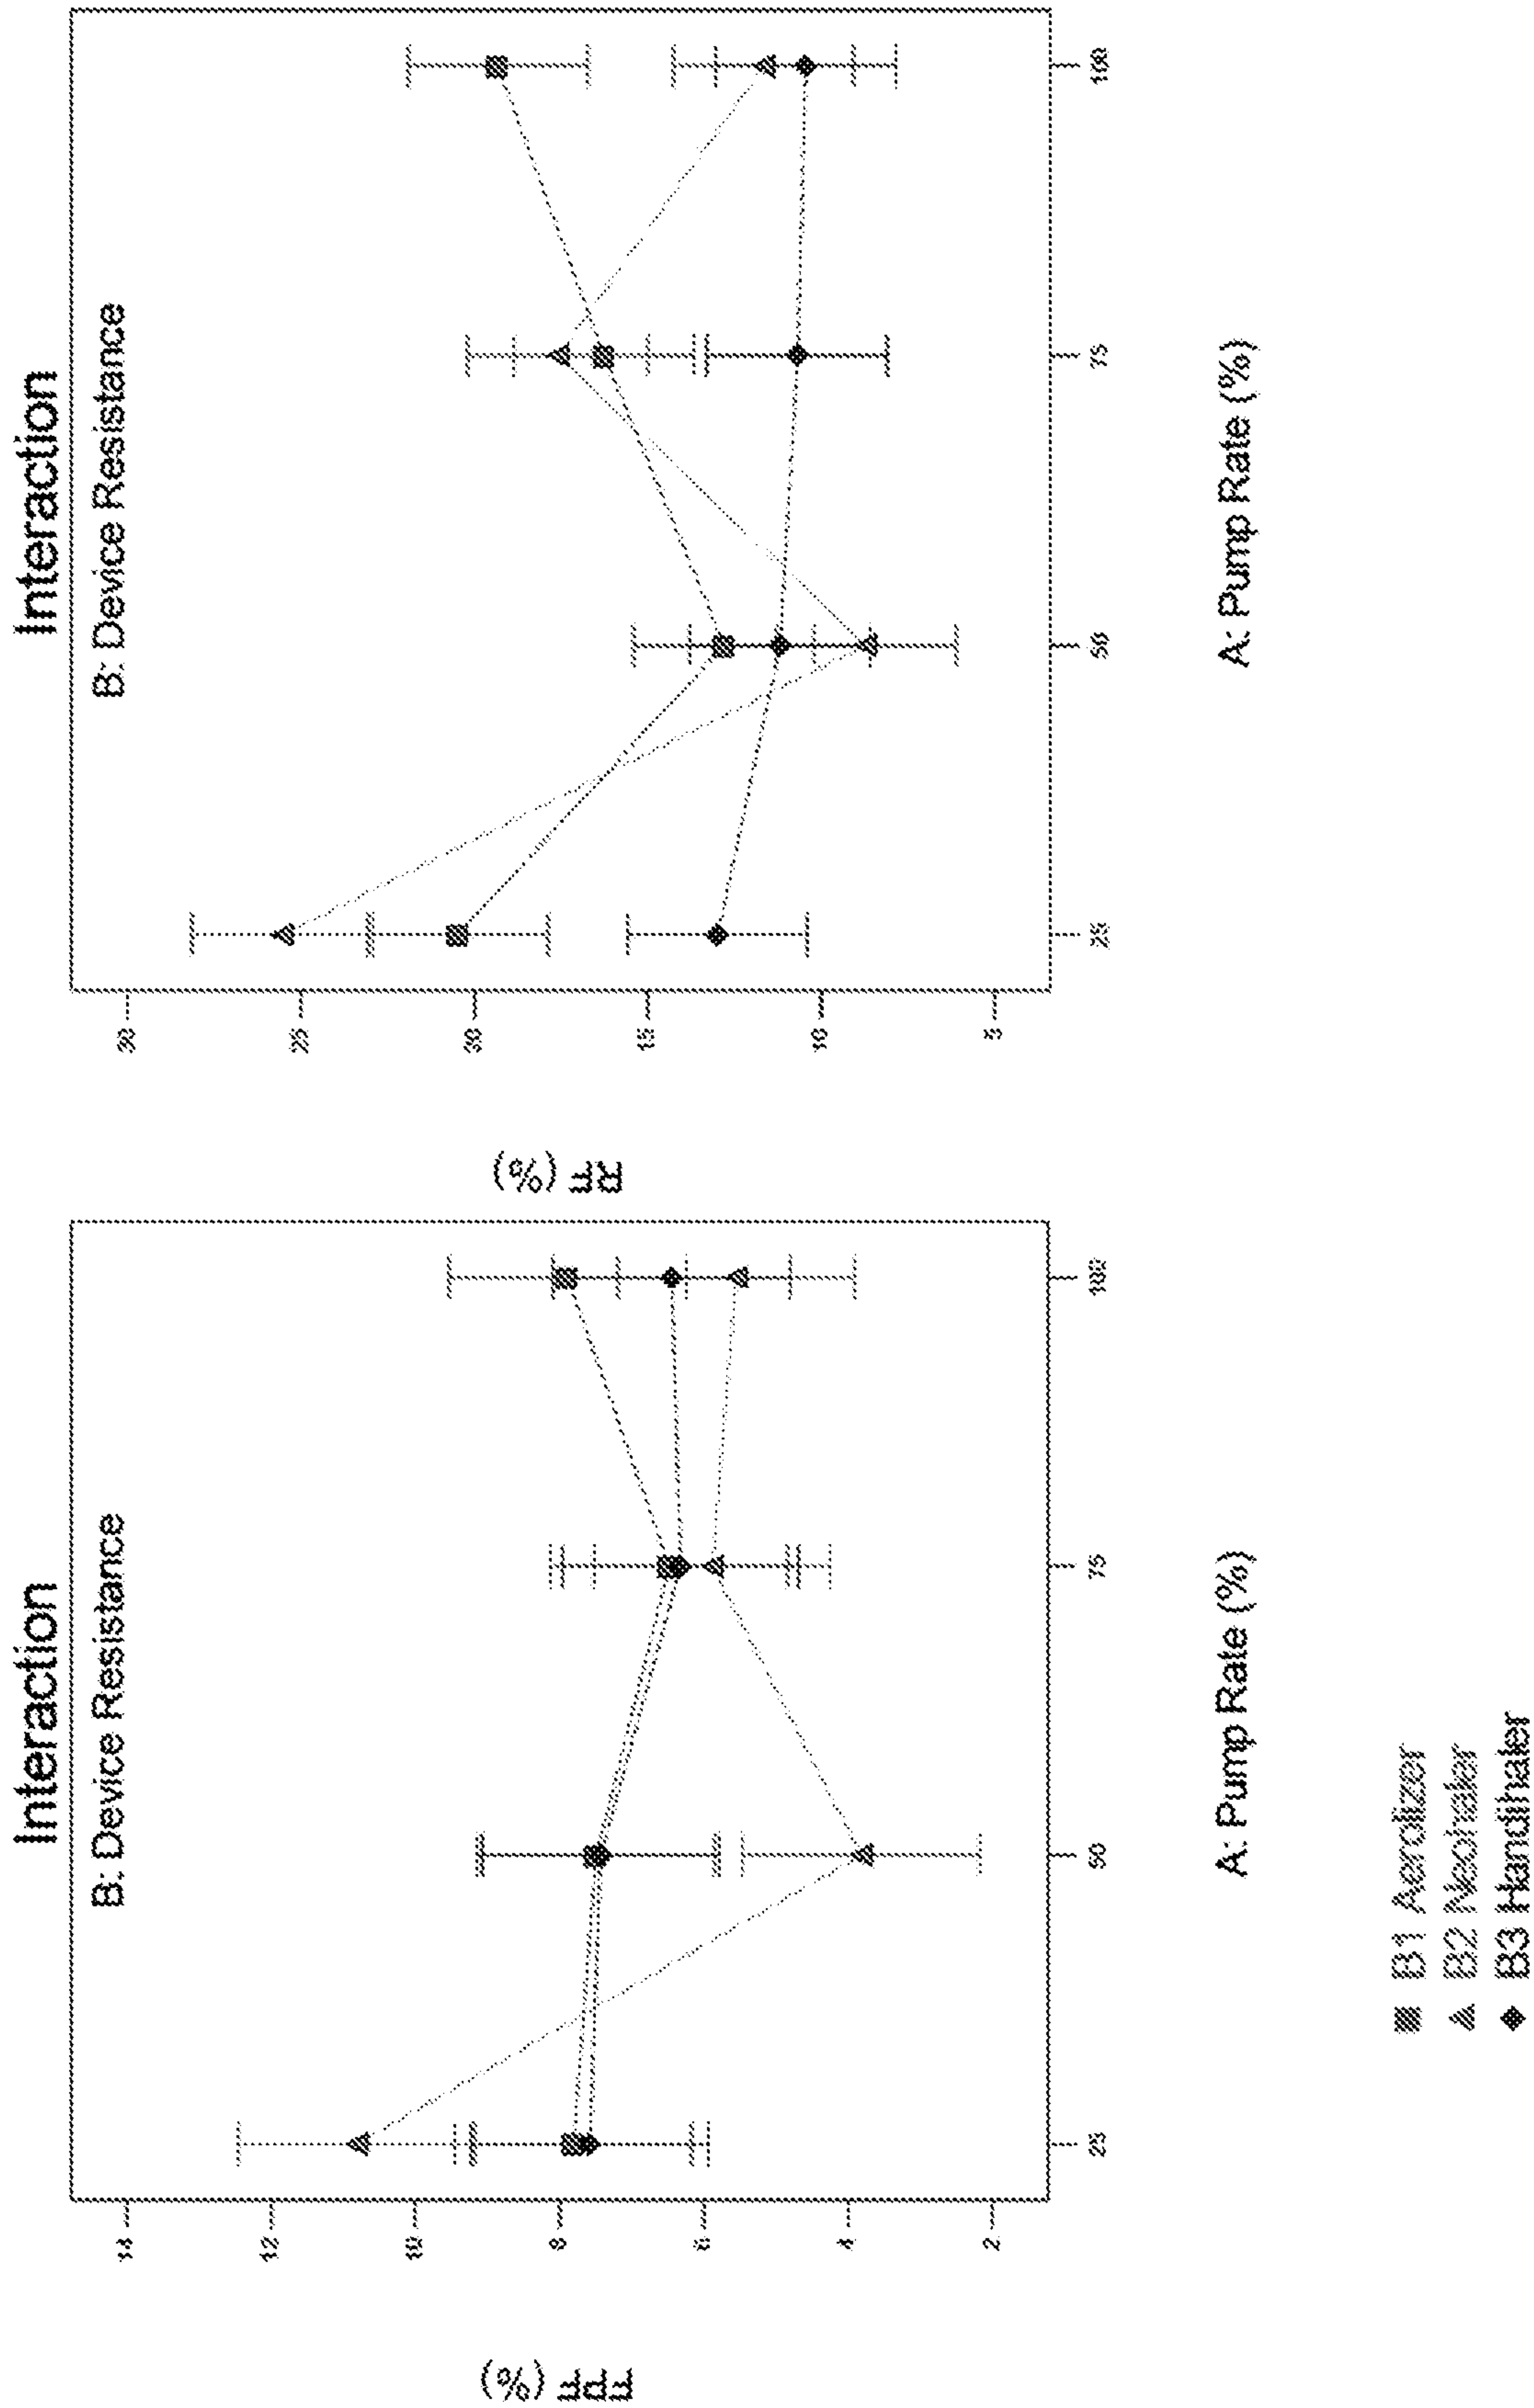 Interaction
B: Device Resistance
FPF (%)
14
12
10
8
6
4
2
25
50
75
100
A: Pump Rate (%)
Interaction
B: Device Resistance
RF (%)
30
25
20
15
10
5
25
50
75
100
A: Pump Rate (%)
B1 Aerolizer
B2 Neohaler
B3 Handihaler